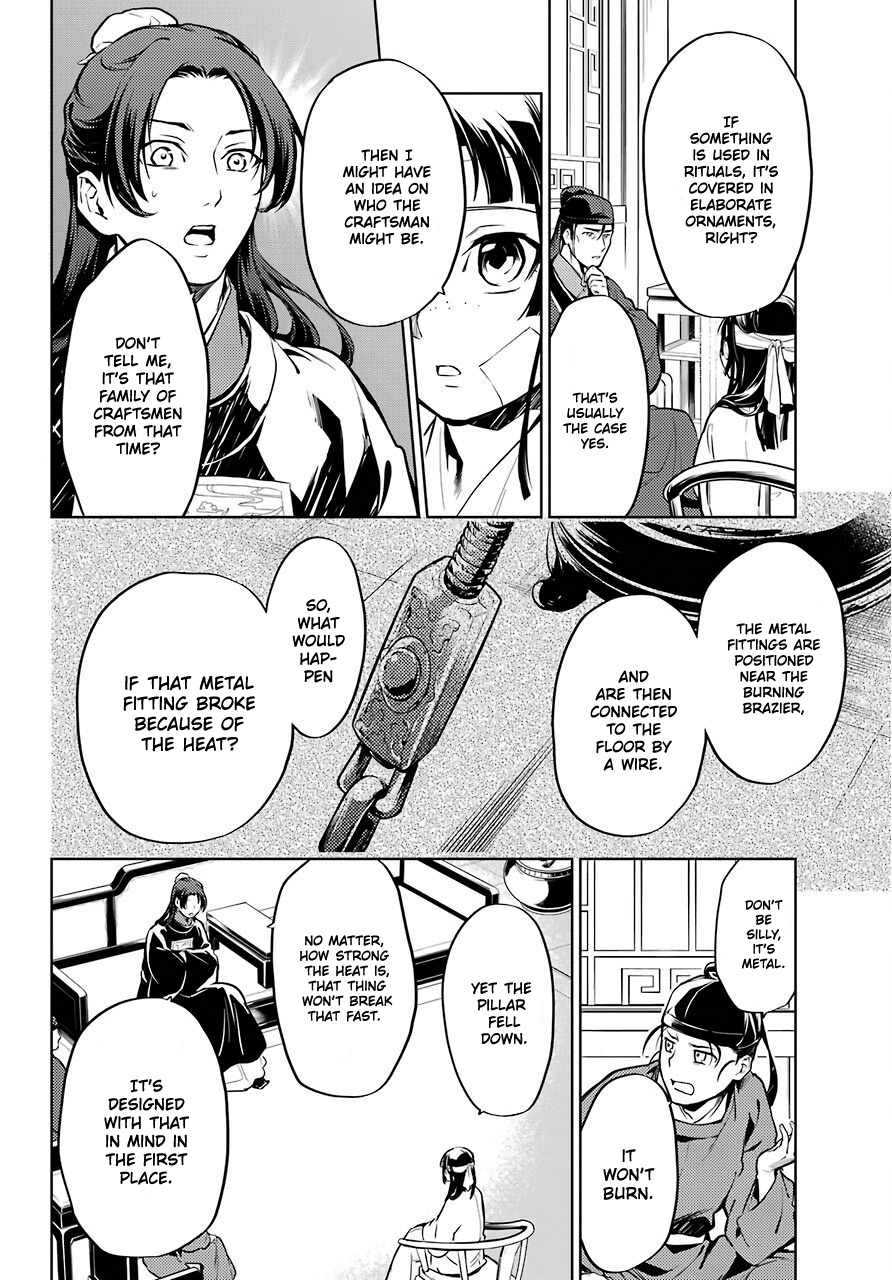 IF
SOMETHING
IS USED IN
RITUALS, IT'S
COVERED IN
ELABORATE
ORNAMENTS,
RIGHT?
THAT'S
USUALLY
THE CASE
YES.
THEN I
MIGHT HAVE
AN IDEA ON
WHO THE
CRAFTSMAN
MIGHT BE.
DON'T
TELL ME,
IT'S THAT
FAMILY OF
CRAFTSMEN
FROM THAT
TIME?
THE METAL
FITTINGS ARE
POSITIONED
NEAR THE
BURNING
BRAZIER,
AND
ARE THEN
CONNECTED
TO THE
FLOOR BY
A WIRE.
SO,
WHAT
WOULD
HAP-
PEN
IF THAT METAL
FITTING BROKE
BECAUSE OF
THE HEAT?
DON'T
BE
SILLY,
IT'S
METAL.
IT
WON'T
BURN.
YET THE
PILLAR
FELL
DOWN.
NO MATTER,
HOW STRONG
THE HEAT IS,
THAT THING
WON'T BREAK
THAT FAST.
IT'S
DESIGNED
WITH THAT
IN MIND IN
THE FIRST
PLACE.